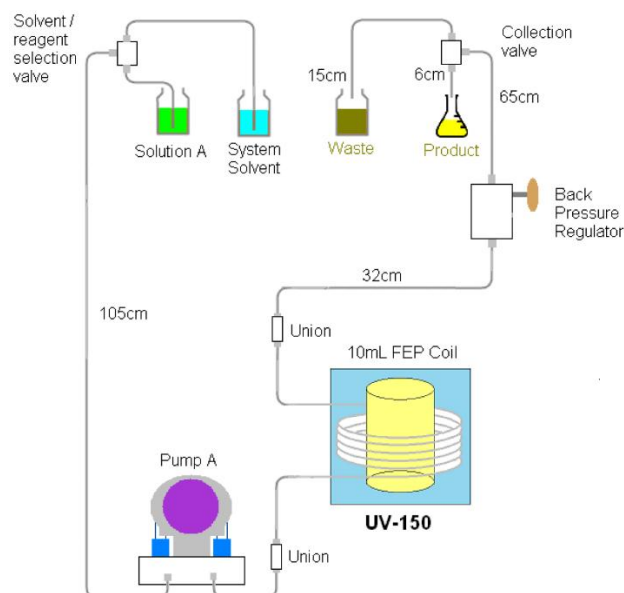 Solvent /
reagent
selection
valve
Solution A
System
Solvent
15cm
Waste
6cm
Product
Collection
valve
65cm
Back
Pressure
Regulator
32cm
105cm
Union
10mL FEP Coil
Pump A
UV-150
Union